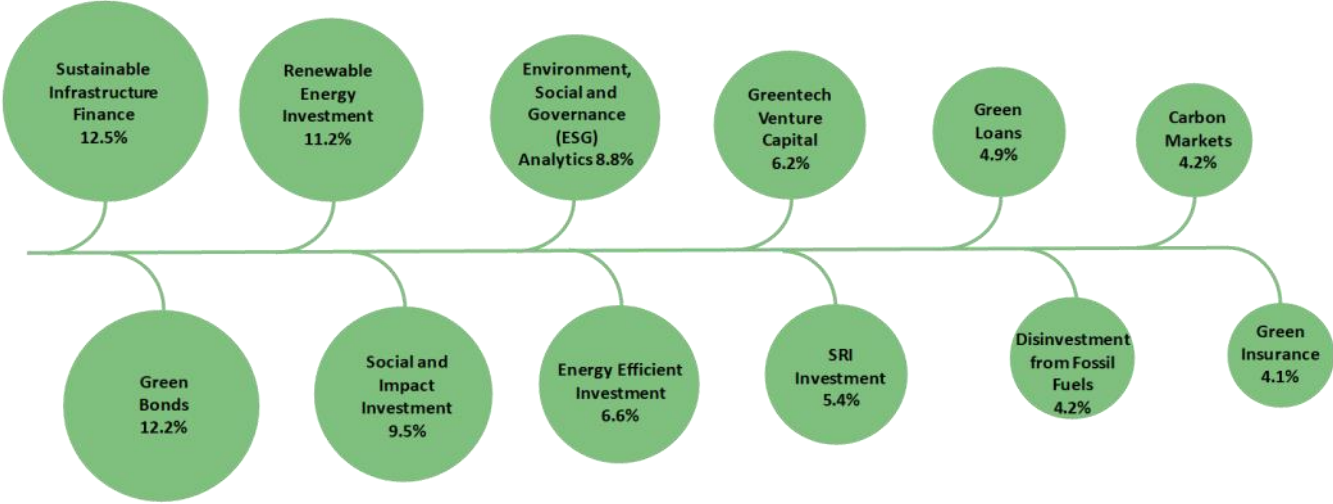 Sustainable
Infrastructure
Finance
12.5%
Renewable
Energy
Investment
11.2%
Environment,
Social and
Governance
(ESG)
Analytics 8.8%
Greentech
Venture
Capital
6.2%
Green
Loans
4.9%
Carbon
Markets
4.2%
Green
Bonds
12.2%
Social and
Impact
Investment
9.5%
Energy Efficient
Investment
6.6%
SRI
Investment
5.4%
Disinvestment
from Fossil
Fuels
4.2%
Green
Insurance
4.1%